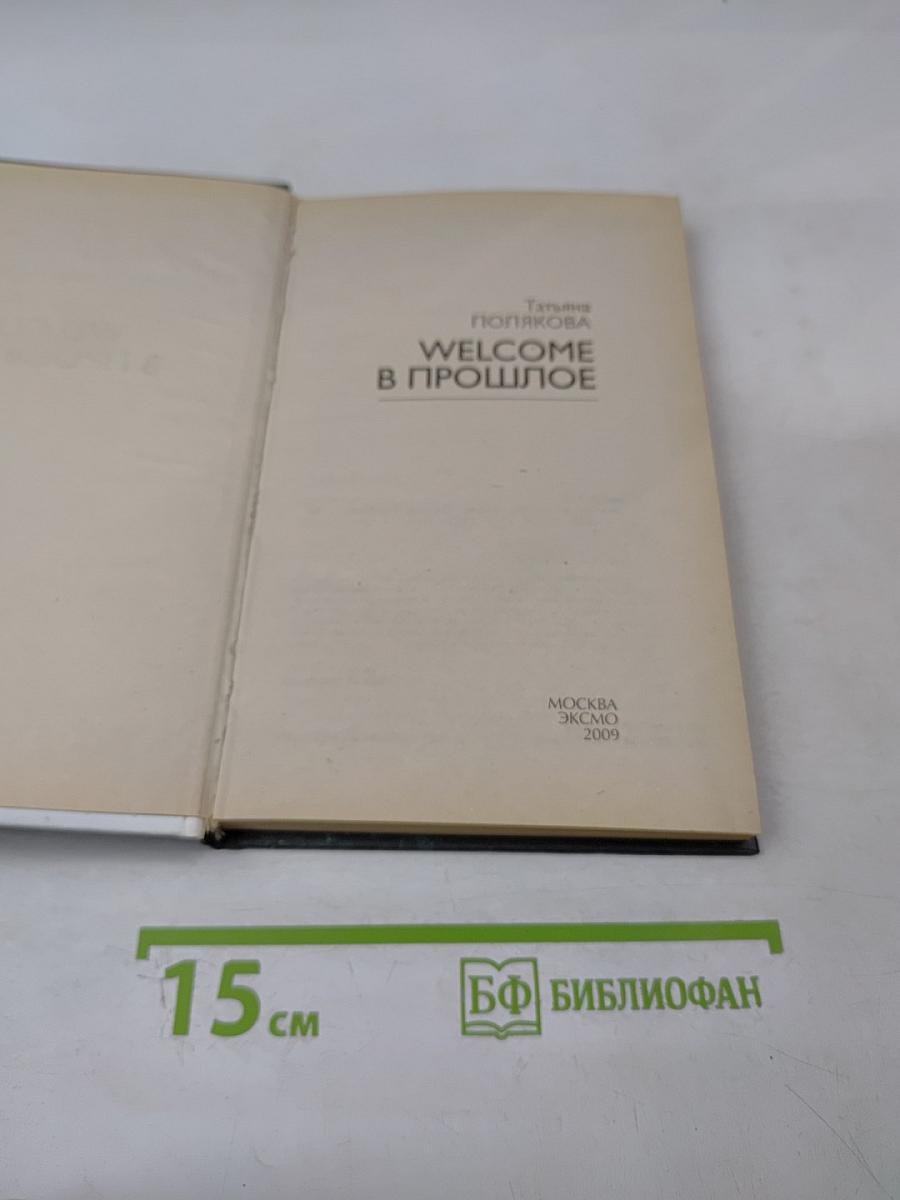 Татьяна
ПОЛЯКОВА
WELCOME
В ПРОШЛОЕ
МОСКВА
ЭКСМО
2009
15 см
БФ БИБЛИОФАН